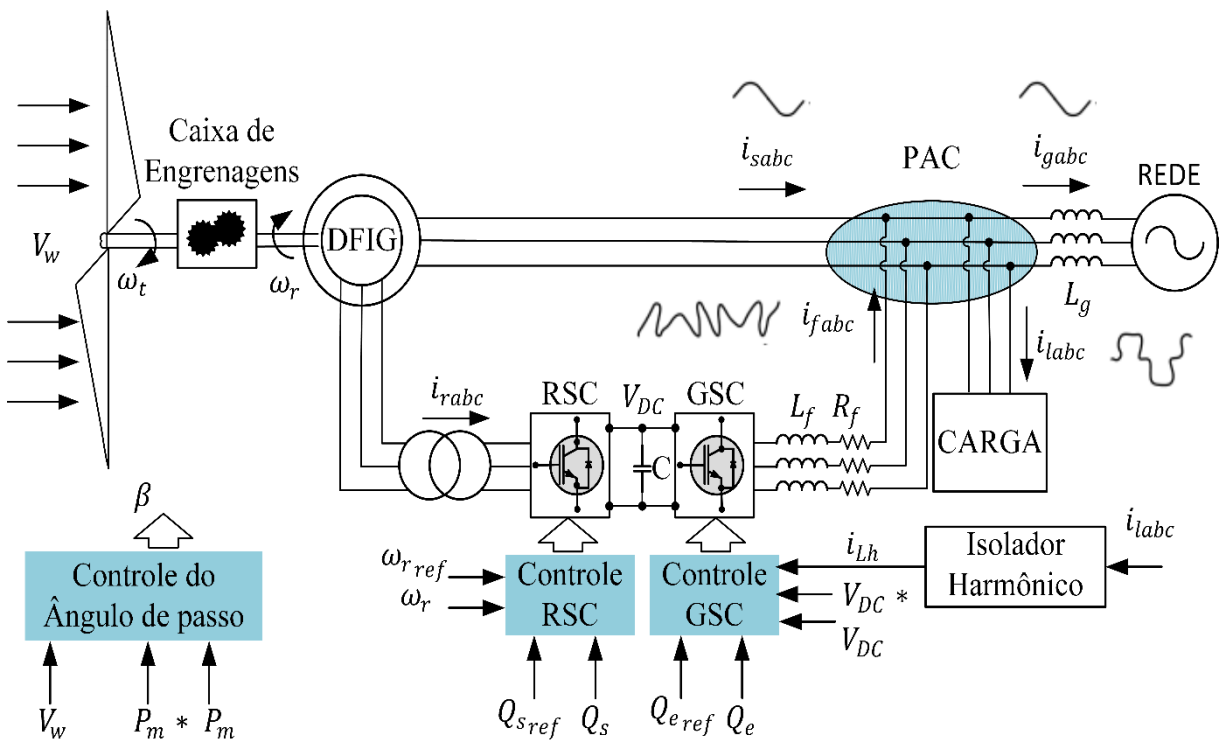 Caixa de
Engrenagens
i_sabc
PAC
i_gabc
REDE
V_w
ω_t
ω_r
DFIG
i_fabc
L_g
i_labc
i_rabc
RSC
V_DC
GSC
L_f
R_f
C
CARGA
β
Controle do
Ângulo de passo
V_w
P_m *
P_m
ω_r ref
ω_r
Controle
RSC
Q_s ref
Q_s
Controle
GSC
Q_e ref
Q_e
i_Lh
V_DC *
V_DC
Isolador
Harmônico
i_labc